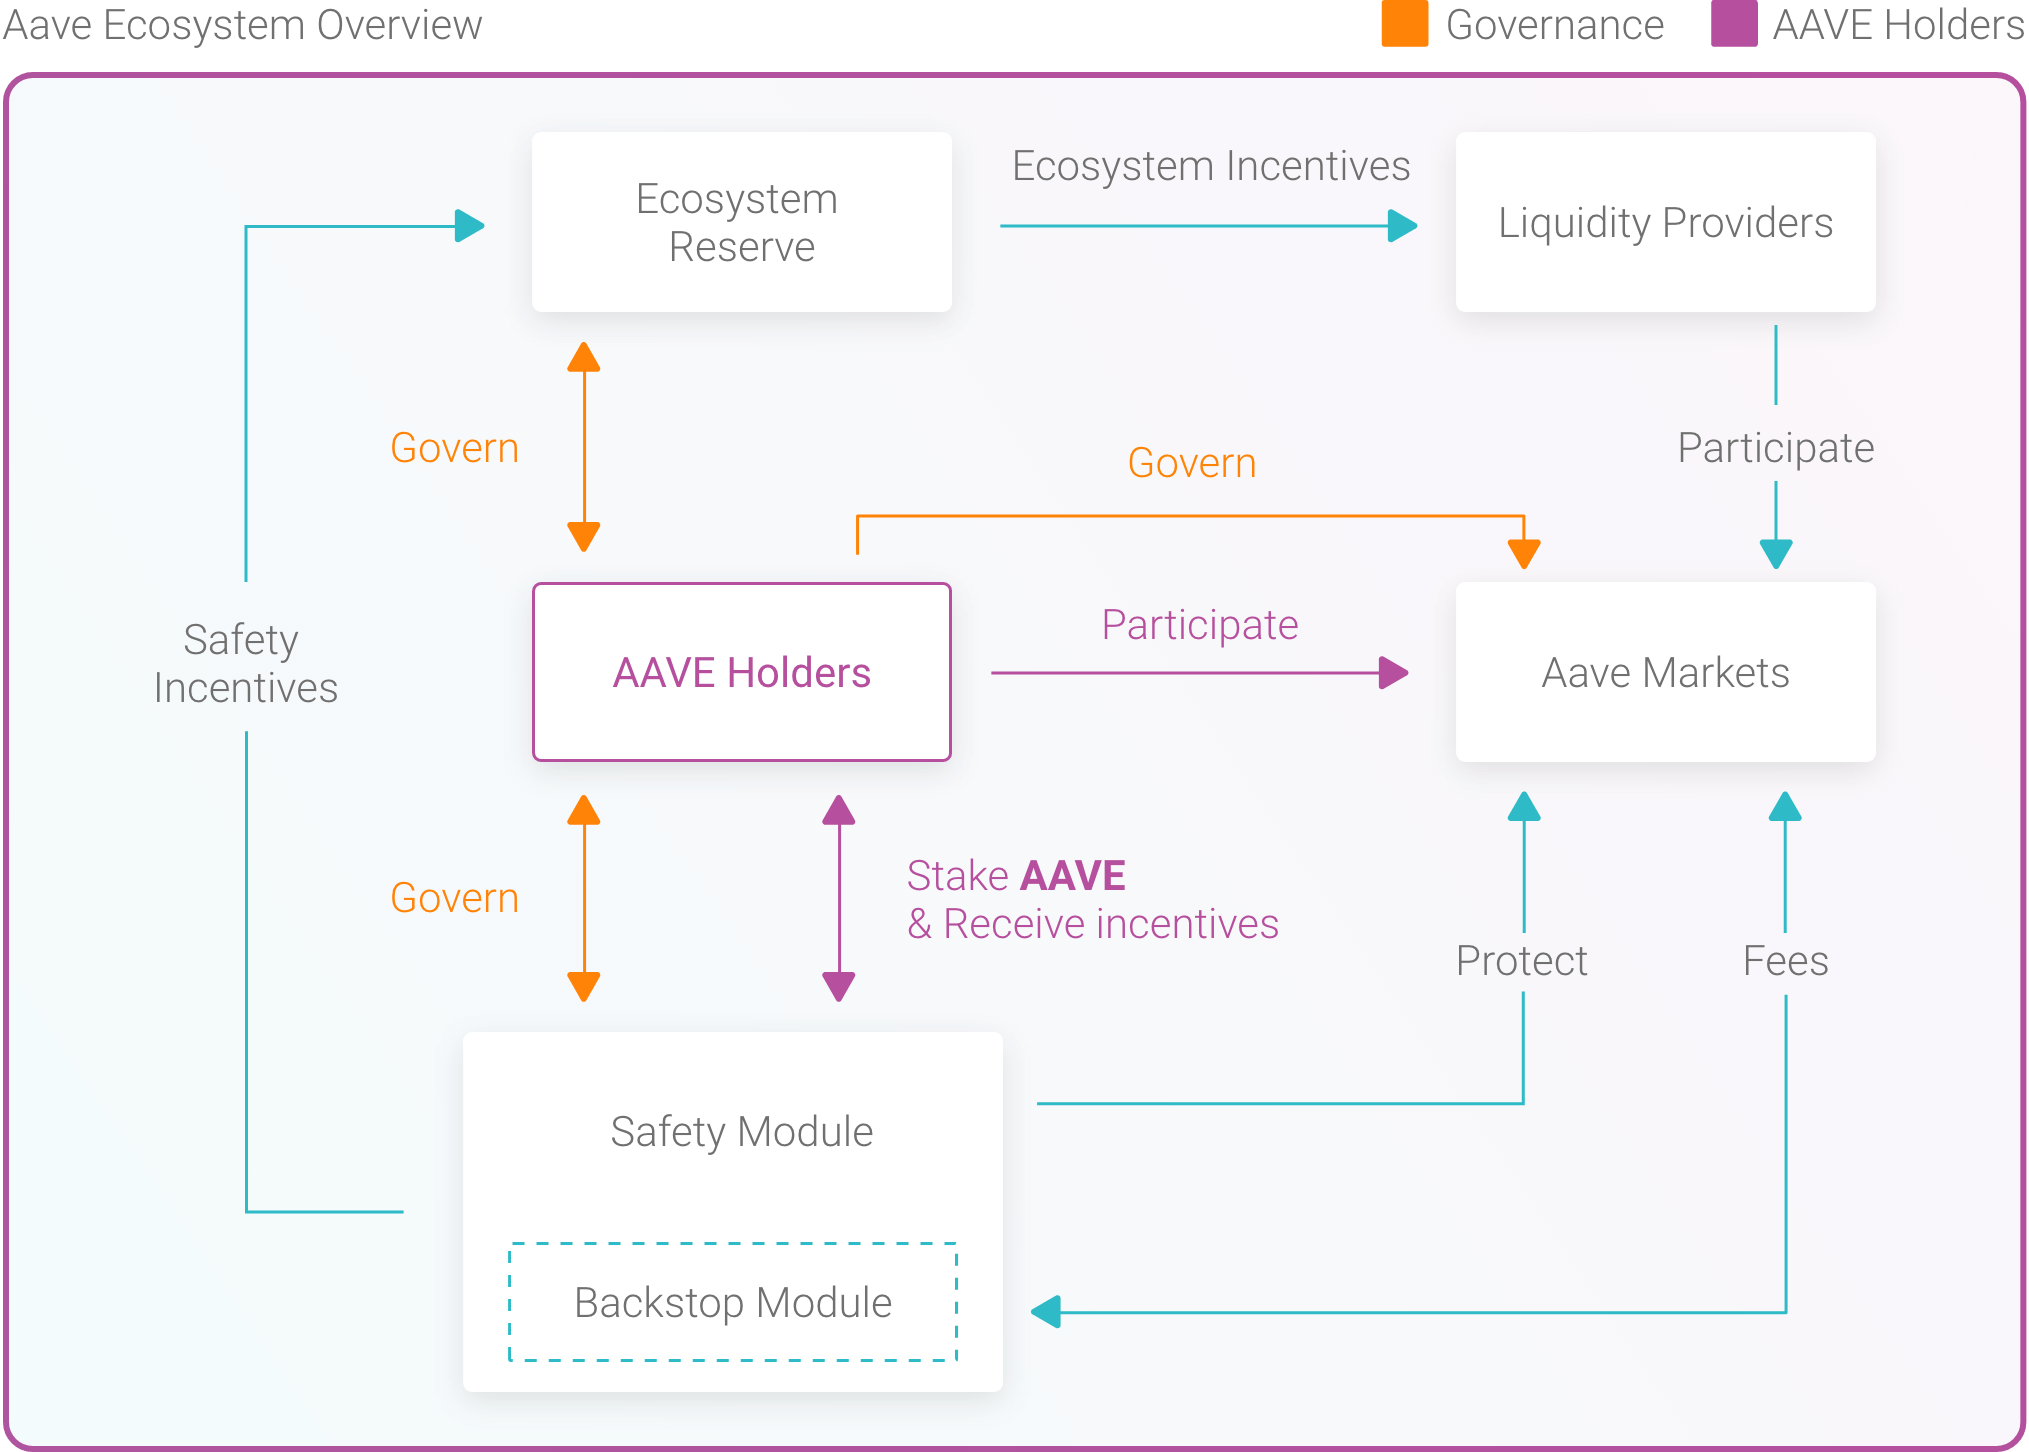 Aave Ecosystem Overview
Governance
AAVE Holders
Ecosystem
Reserve
Ecosystem Incentives
Liquidity Providers
Govern
Govern
Participate
Safety
Incentives
AAVE Holders
Participate
Aave Markets
Govern
Stake AAVE
& Receive incentives
Protect
Fees
Safety Module
Backstop Module